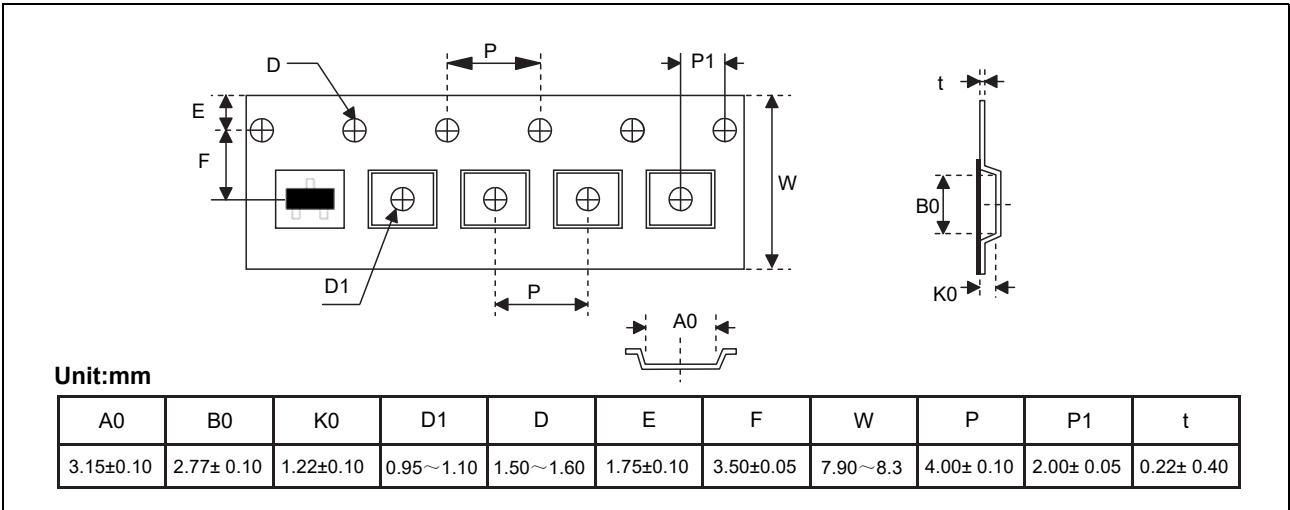 P
P1
D
t
E
F
W
B0
D1
P
K0
A0
Unit:mm
A0 B0 K0 D1 D E F W P P1 t
3.15±0.10 2.77± 0.10 1.22±0.10 0.95～1.10 1.50～1.60 1.75±0.10 3.50±0.05 7.90～8.3 4.00± 0.10 2.00± 0.05 0.22± 0.40